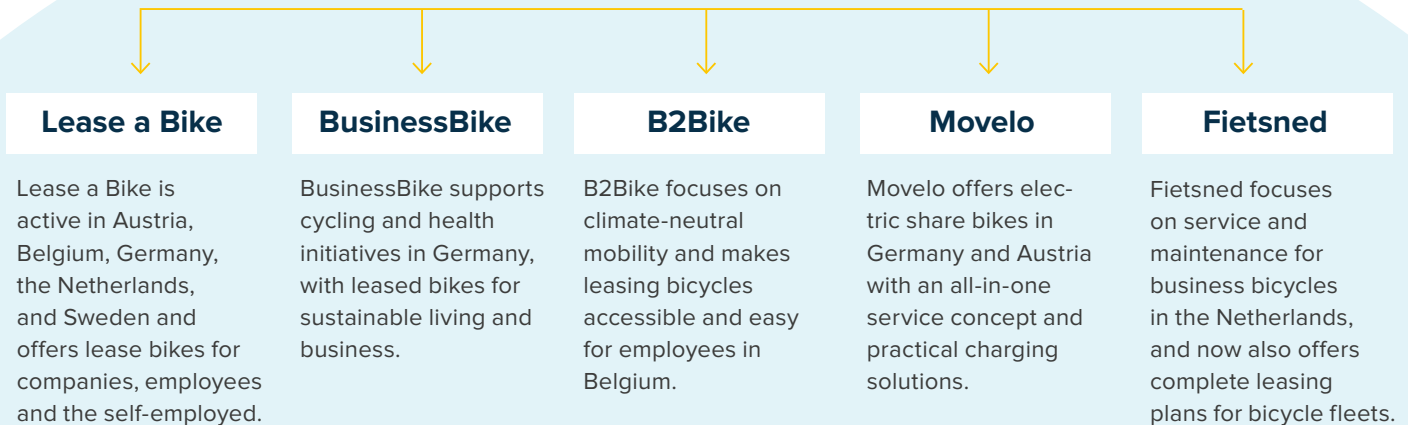 Lease a Bike
Lease a Bike is
active in Austria,
Belgium, Germany,
the Netherlands,
and Sweden and
offers lease bikes for
companies, employees
and the self-employed.
BusinessBike
BusinessBike supports
cycling and health
initiatives in Germany,
with leased bikes for
sustainable living and
business.
B2Bike
B2Bike focuses on
climate-neutral
mobility and makes
leasing bicycles
accessible and easy
for employees in
Belgium.
Movelo
Movelo offers elec-
tric share bikes in
Germany and Austria
with an all-in-one
service concept and
practical charging
solutions.
Fietsned
Fietsned focuses
on service and
maintenance for
business bicycles
in the Netherlands,
and now also offers
complete leasing
plans for bicycle fleets.